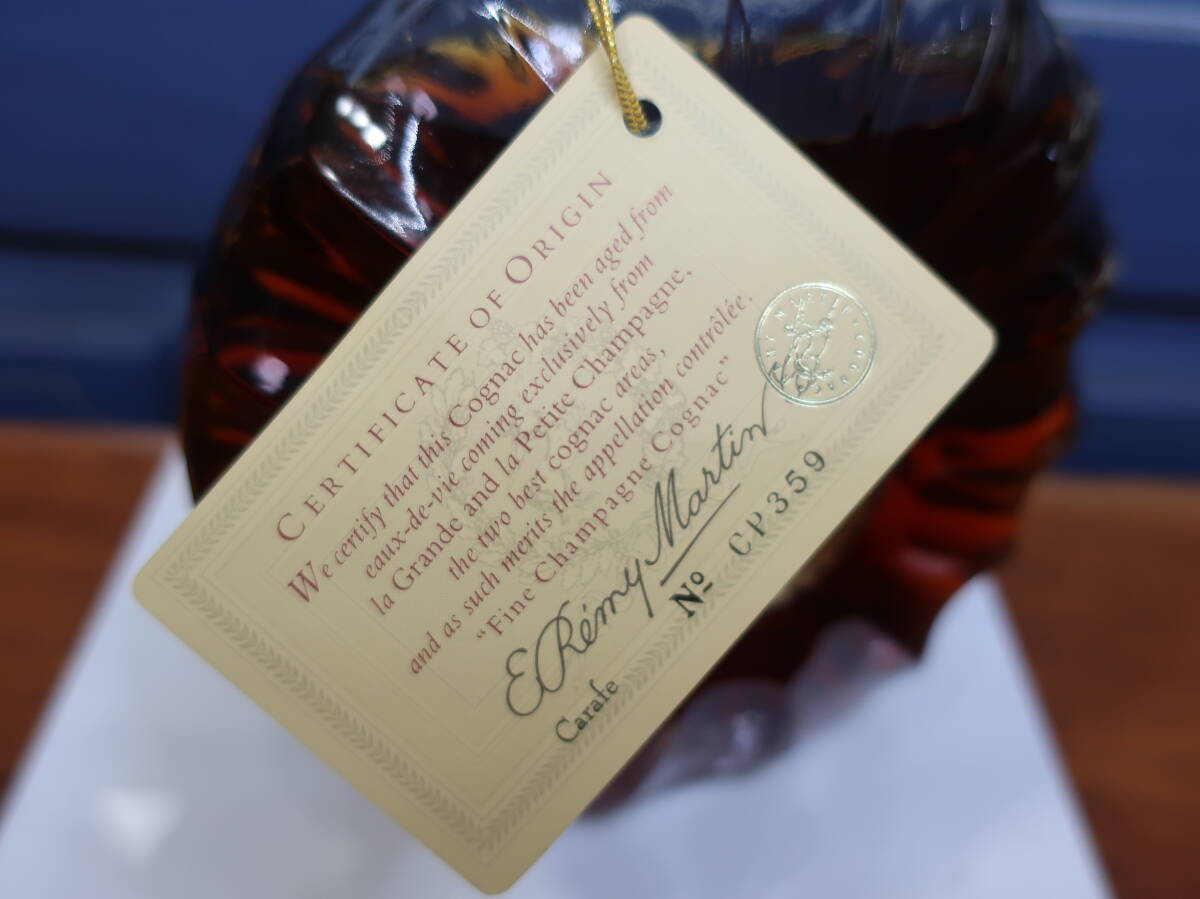 CERTIFICATE OF ORIGIN
We certify that this Cognac has been aged from
eaux-de-vie coming exclusively from
la Grande and la Petite Champagne,
the two best cognac areas,
and as such merits the appellation contrôlée,
“Fine Champagne Cognac”
E Rémy Martin
Carafe Nº CP359